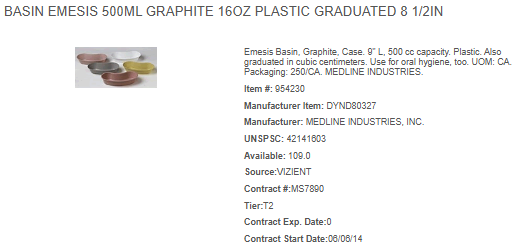 BASIN EMESIS 500ML GRAPHITE 16OZ PLASTIC GRADUATED 8 1/2IN
Emesis Basin, Graphite, Case. 9" L, 500 cc capacity. Plastic. Also
graduated in cubic centimeters. Use for oral hygiene, too. UOM: CA.
Packaging: 250/CA. MEDLINE INDUSTRIES.
Item #: 954230
Manufacturer Item: DYND80327
Manufacturer: MEDLINE INDUSTRIES, INC.
UNSPSC: 42141603
Available: 109.0
Source:VIZIENT
Contract #:MS7890
Tier:T2
Contract Exp. Date:0
Contract Start Date:06/06/14